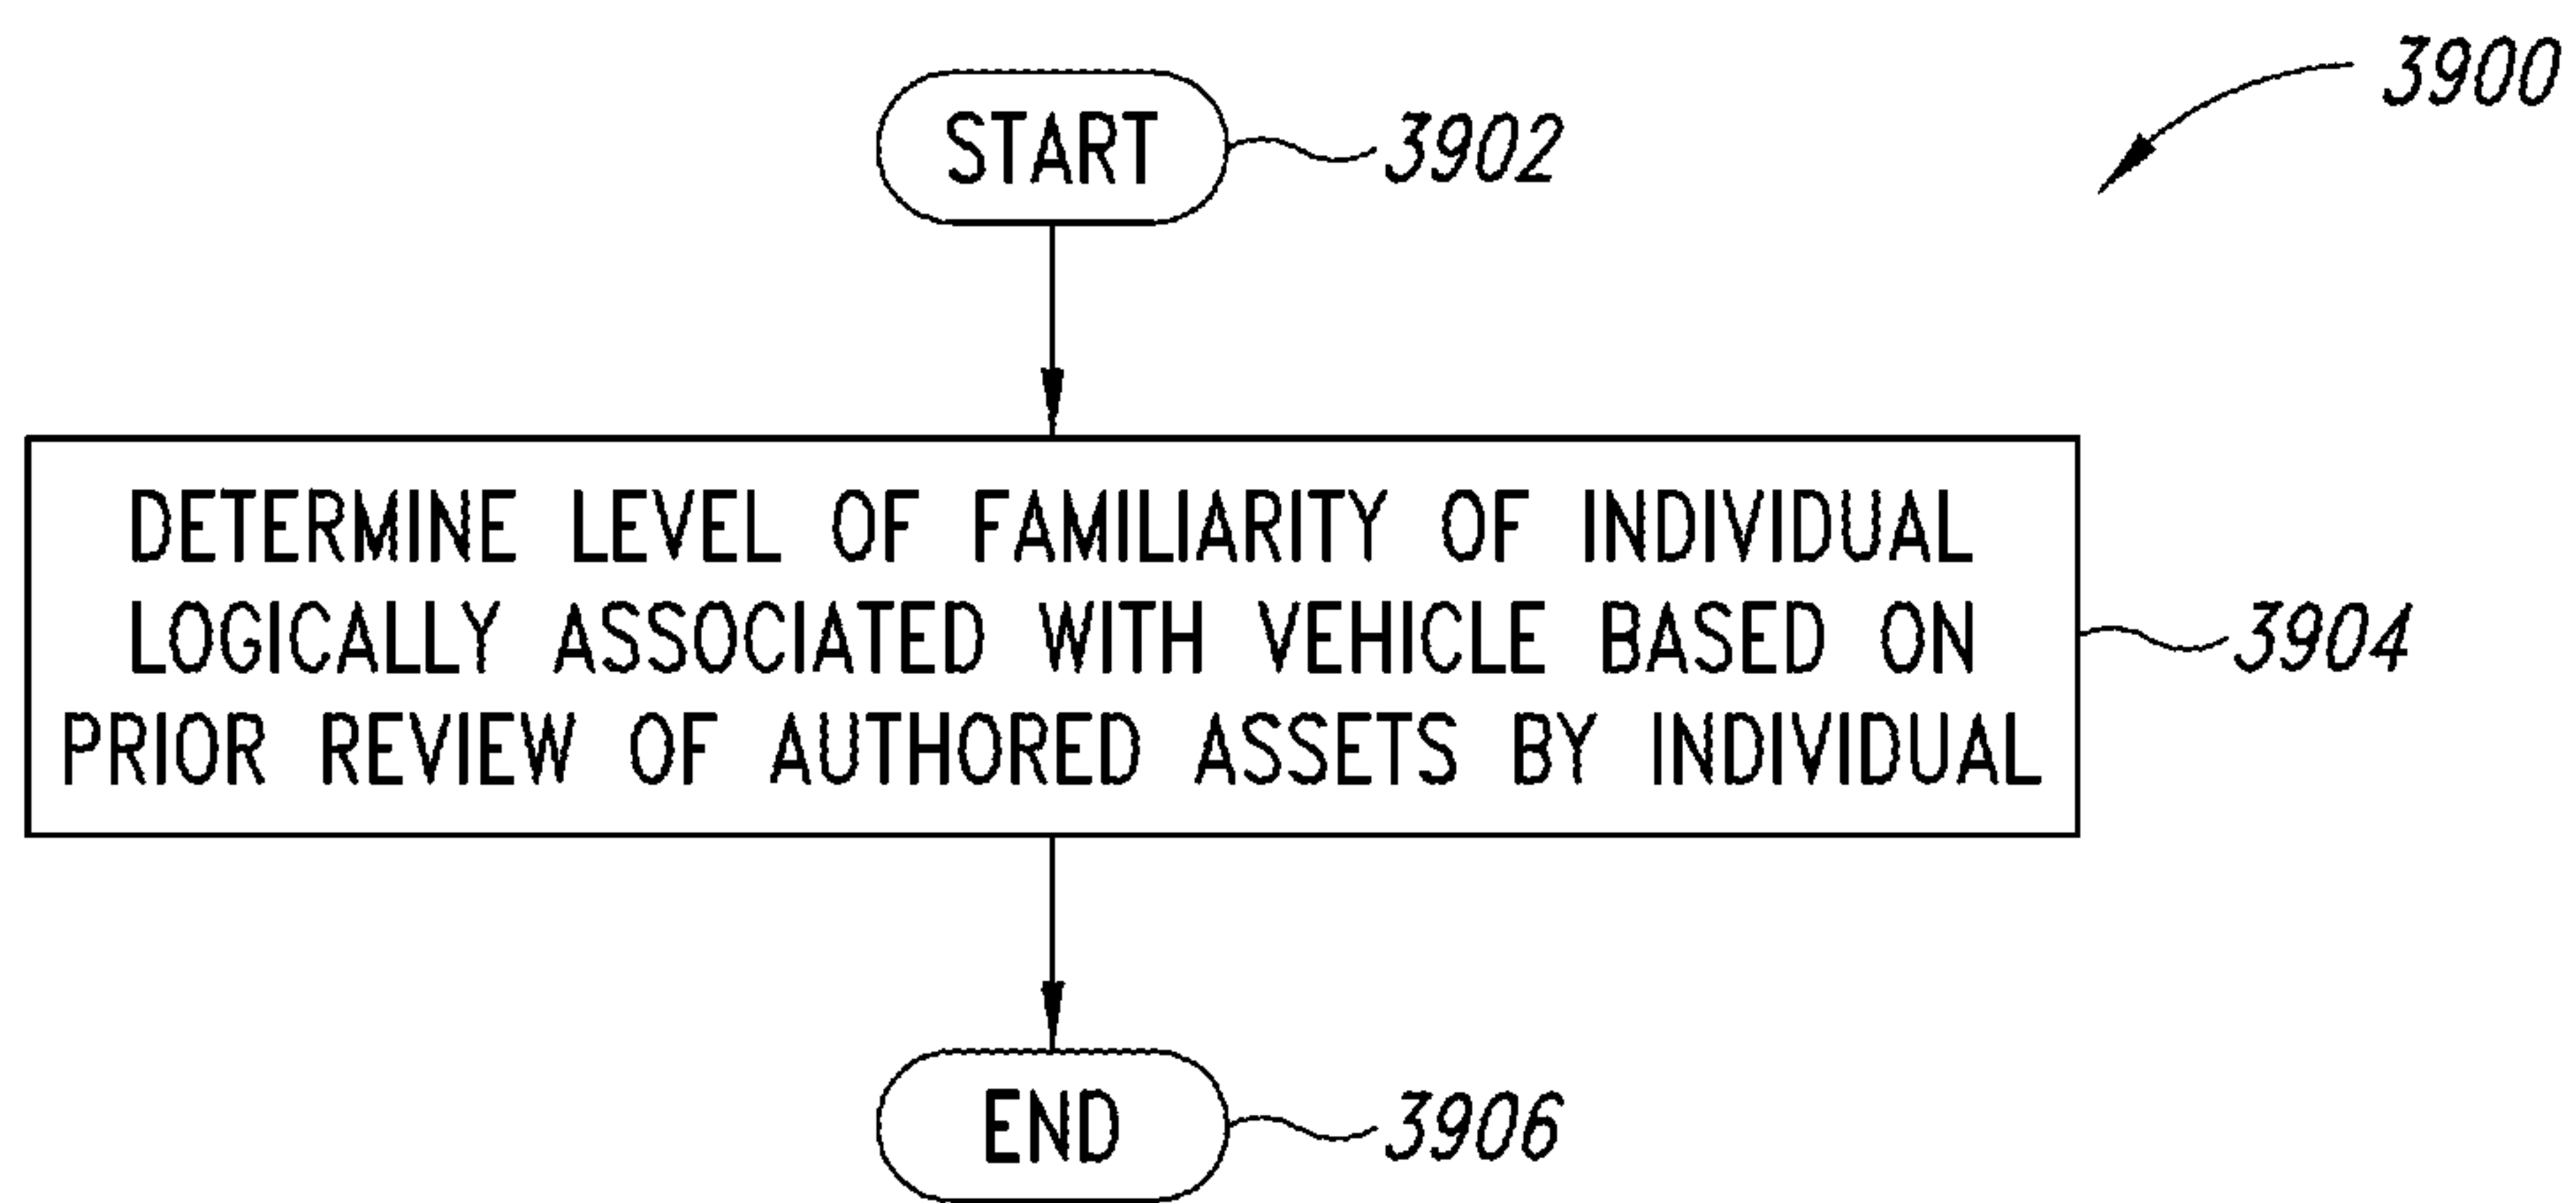 3900
START
3902
DETERMINE LEVEL OF FAMILIARITY OF INDIVIDUAL
LOGICALLY ASSOCIATED WITH VEHICLE BASED ON
PRIOR REVIEW OF AUTHORED ASSETS BY INDIVIDUAL
3904
END
3906